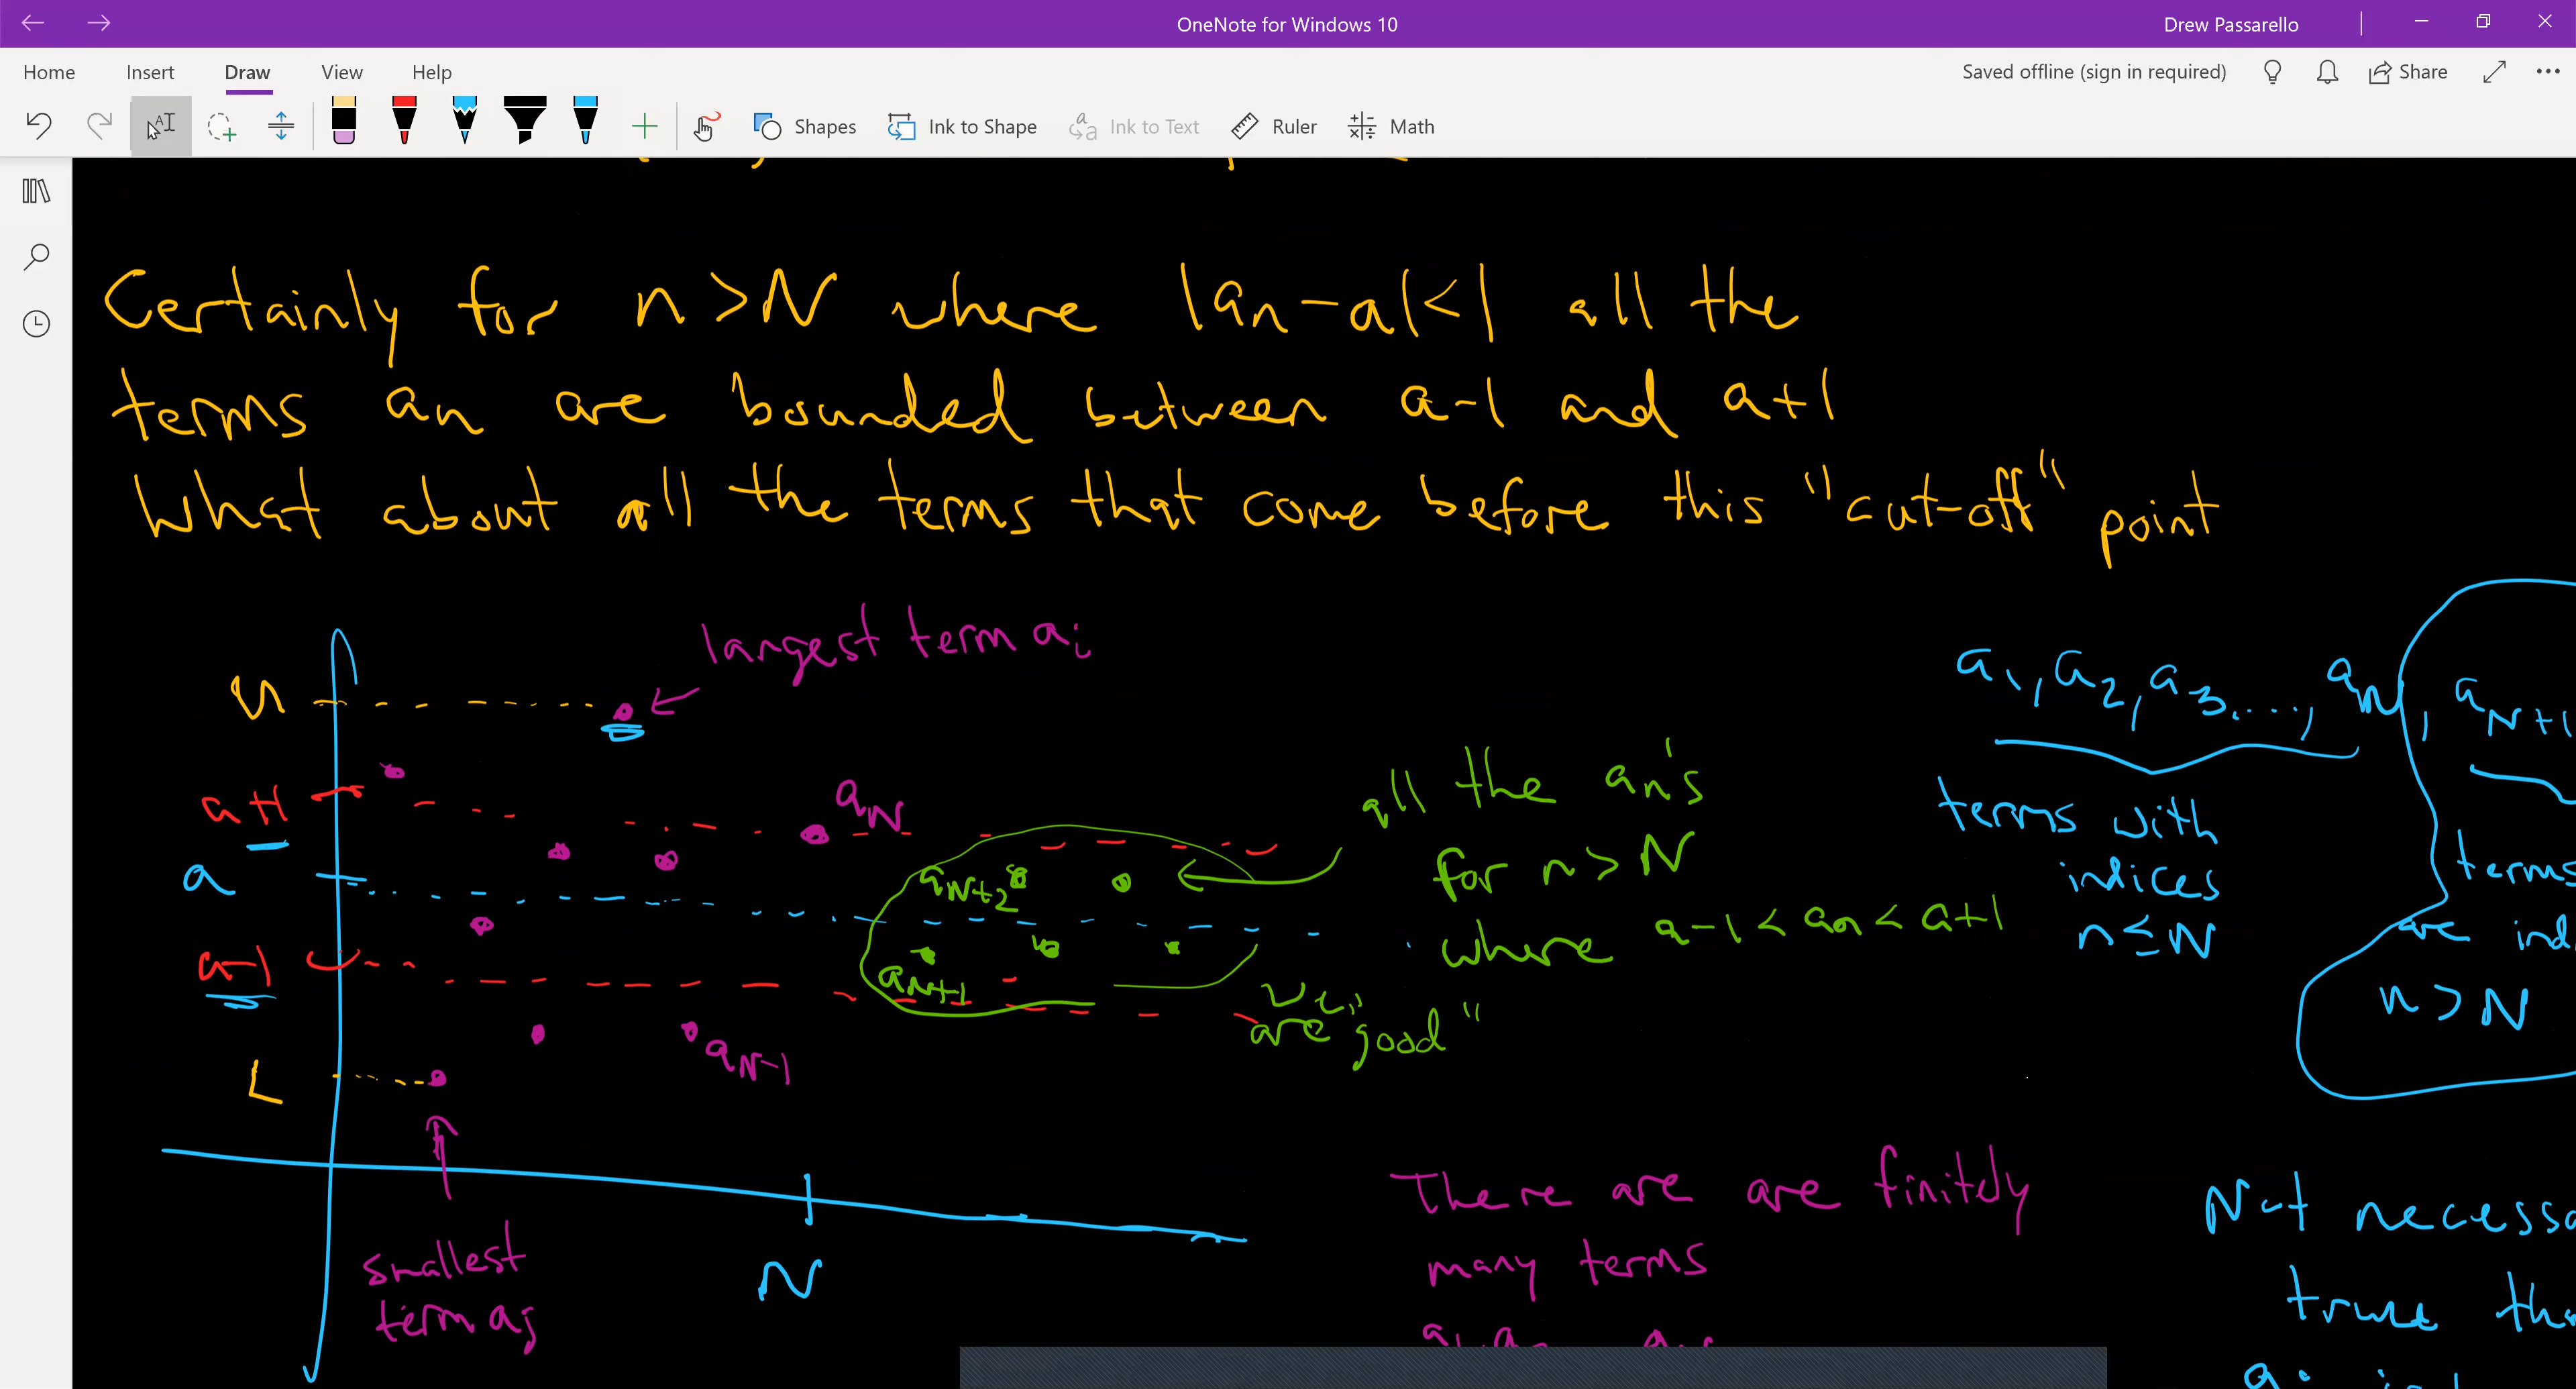 OneNote for Windows 10
Drew Passarello
Home Insert Draw View Help
Saved offline (sign in required)
Share
Shapes
Ink to Shape
Ink to Text
Ruler
Math
Certainly for n > N where |an - a| < 1 all the
terms an are bounded between a-1 and a+1
What about all the terms that come before this "cut-off" point
largest term ai
a+1
a
a-1
L
aN
aN+2
aN+1
aN-1
all the an's
for n > N
where a-1 < an < a+1
are "good"
a1, a2, a3, ..., aN, aN+1
terms with
indices
n ≤ N
terms
are ind
n > N
smallest
term aj
N
There are are finitely
many terms
Not necess
true tha